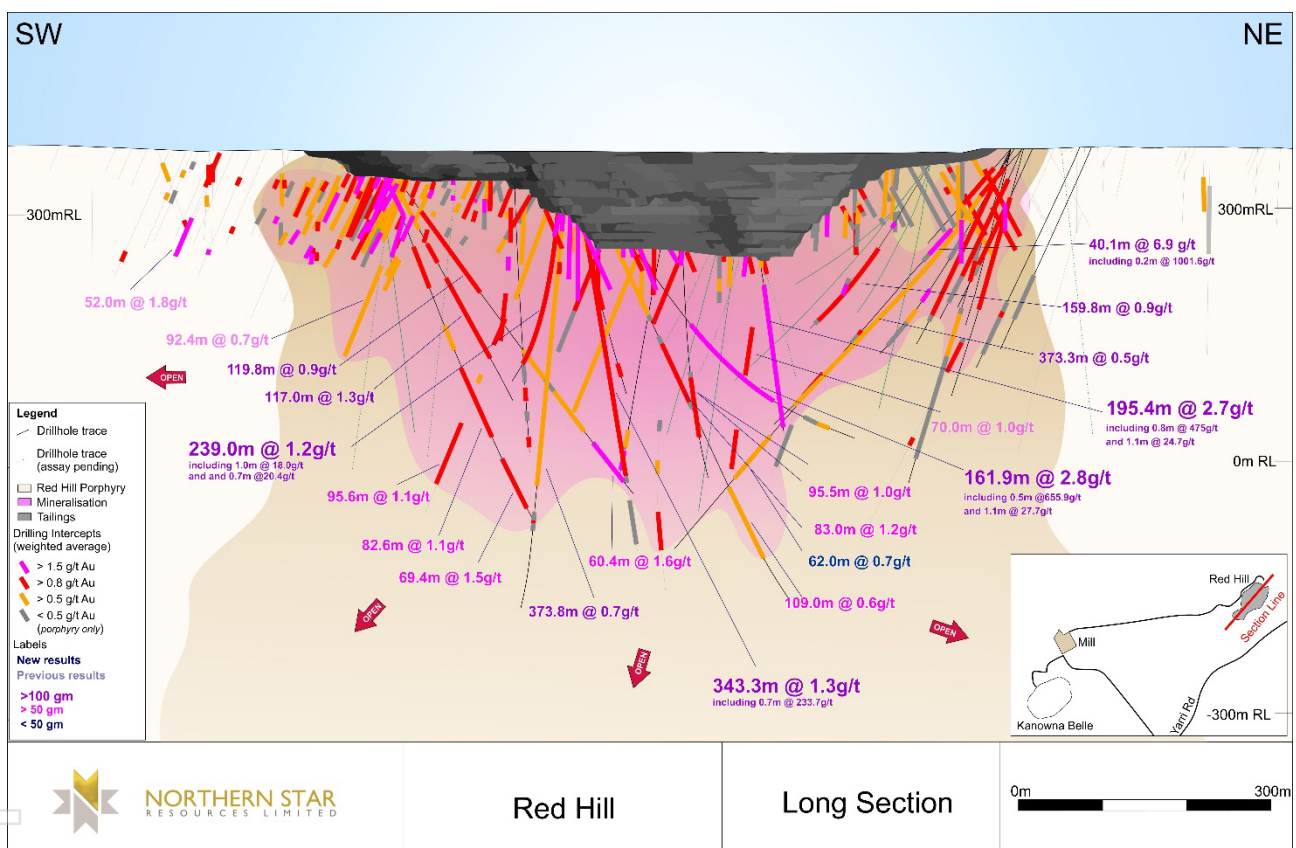 SW
NE
300mRL
300mRL
40.1m @ 6.9 g/t
including 0.2m @ 1001.6g/t
52.0m @ 1.8g/t
159.8m @ 0.9g/t
92.4m @ 0.7g/t
373.3m @ 0.5g/t
119.8m @ 0.9g/t
OPEN
117.0m @ 1.3g/t
195.4m @ 2.7g/t
including 0.8m @ 475g/t
and 1.1m @ 24.7g/t
70.0m @ 1.0g/t
239.0m @ 1.2g/t
including 1.0m @ 18.0g/t
and and 0.7m @20.4g/t
0m RL
161.9m @ 2.8g/t
including 0.5m @655.9g/t
and 1.1m @ 27.7g/t
95.6m @ 1.1g/t
95.5m @ 1.0g/t
83.0m @ 1.2g/t
82.6m @ 1.1g/t
60.4m @ 1.6g/t
62.0m @ 0.7g/t
69.4m @ 1.5g/t
373.8m @ 0.7g/t
109.0m @ 0.6g/t
OPEN
OPEN
OPEN
343.3m @ 1.3g/t
including 0.7m @ 233.7g/t
-300m RL
Legend
Drillhole trace
Drillhole trace
(assay pending)
Red Hill Porphyry
Mineralisation
Tailings
Drilling Intercepts
(weighted average)
> 1.5 g/t Au
> 0.8 g/t Au
> 0.5 g/t Au
< 0.5 g/t Au
(porphyry only)
Labels
New results
Previous results
>100 gm
> 50 gm
< 50 gm
Red Hill
Section Line
Mill
Kanowna Belle
Yarri Rd
NORTHERN STAR
RESOURCES LIMITED
Red Hill
Long Section
0m
300m